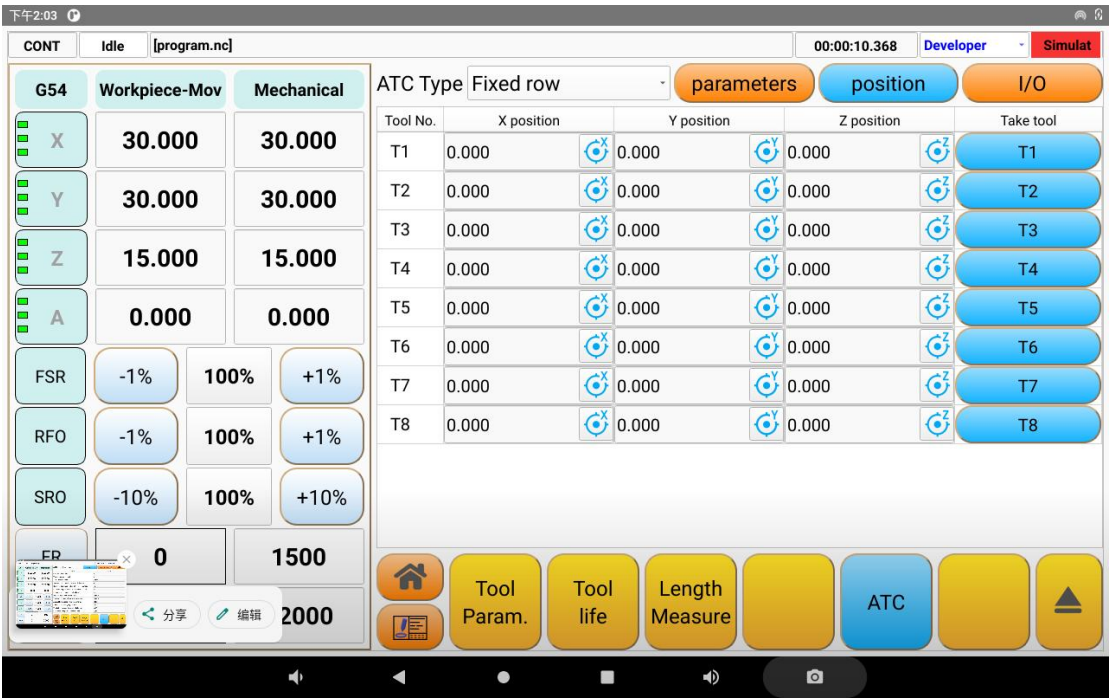 下午2:03
CONT Idle [program.nc] 00:00:10.368 Developer Simulat
G54 Workpiece-Mov Mechanical
X 30.000 30.000
Y 30.000 30.000
Z 15.000 15.000
A 0.000 0.000
FSR -1% 100% +1%
RFO -1% 100% +1%
SRO -10% 100% +10%
FR 0 1500
分享 编辑 2000
ATC Type Fixed row parameters position I/O
Tool No. X position Y position Z position Take tool
T1 0.000 X 0.000 Y 0.000 Z T1
T2 0.000 X 0.000 Y 0.000 Z T2
T3 0.000 X 0.000 Y 0.000 Z T3
T4 0.000 X 0.000 Y 0.000 Z T4
T5 0.000 X 0.000 Y 0.000 Z T5
T6 0.000 X 0.000 Y 0.000 Z T6
T7 0.000 X 0.000 Y 0.000 Z T7
T8 0.000 X 0.000 Y 0.000 Z T8
Tool Param.
Tool life
Length Measure
ATC